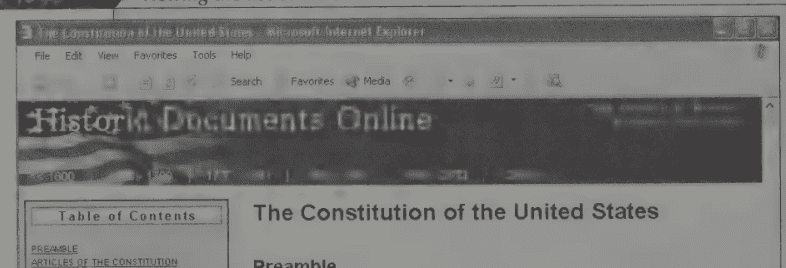 The Constitution of the United States - Microsoft Internet Explorer
File Edit View Favorites Tools Help
Search Favorites Media
Historic Documents Online
Table of Contents
The Constitution of the United States
PREAMBLE
ARTICLES OF THE CONSTITUTION
Preamble